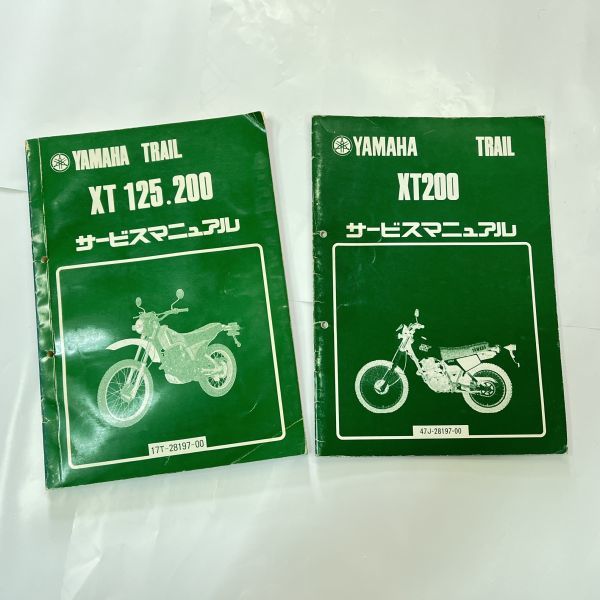 YAMAHA TRAIL
XT 125.200
サービスマニュアル
17T-28197-00
YAMAHA TRAIL
XT200
サービスマニュアル
YAMAHA
47J-28197-00